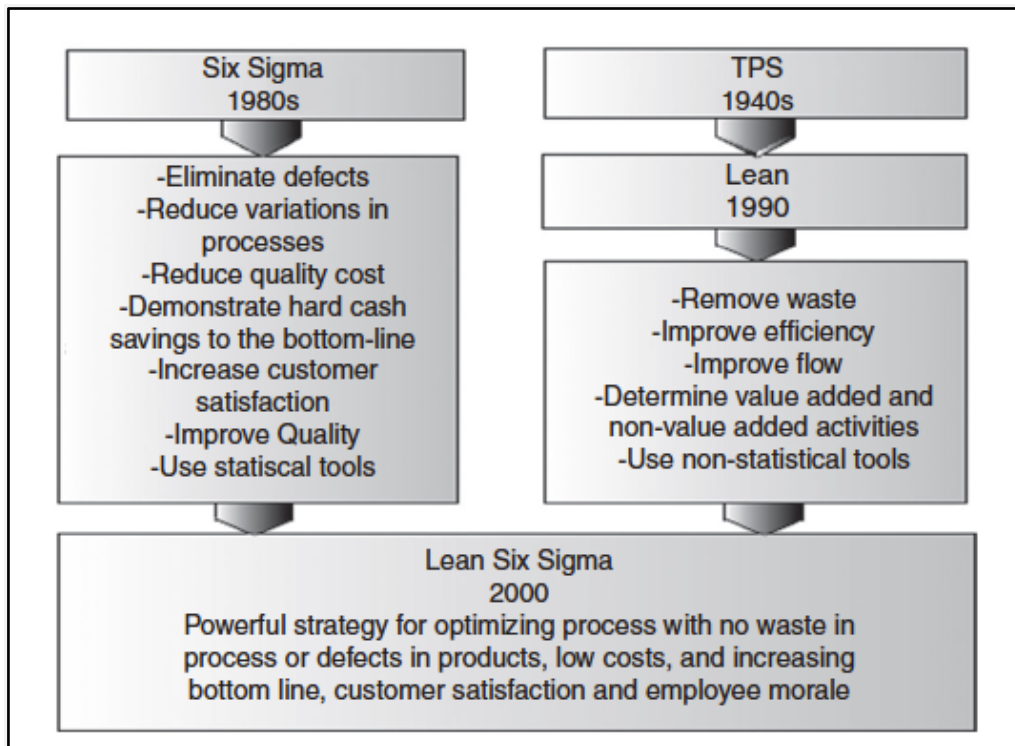 Six Sigma
1980s
-Eliminate defects
-Reduce variations in
processes
-Reduce quality cost
-Demonstrate hard cash
savings to the bottom-line
-Increase customer
satisfaction
-Improve Quality
-Use statiscal tools
TPS
1940s
Lean
1990
-Remove waste
-Improve efficiency
-Improve flow
-Determine value added and
non-value added activities
-Use non-statistical tools
Lean Six Sigma
2000
Powerful strategy for optimizing process with no waste in
process or defects in products, low costs, and increasing
bottom line, customer satisfaction and employee morale